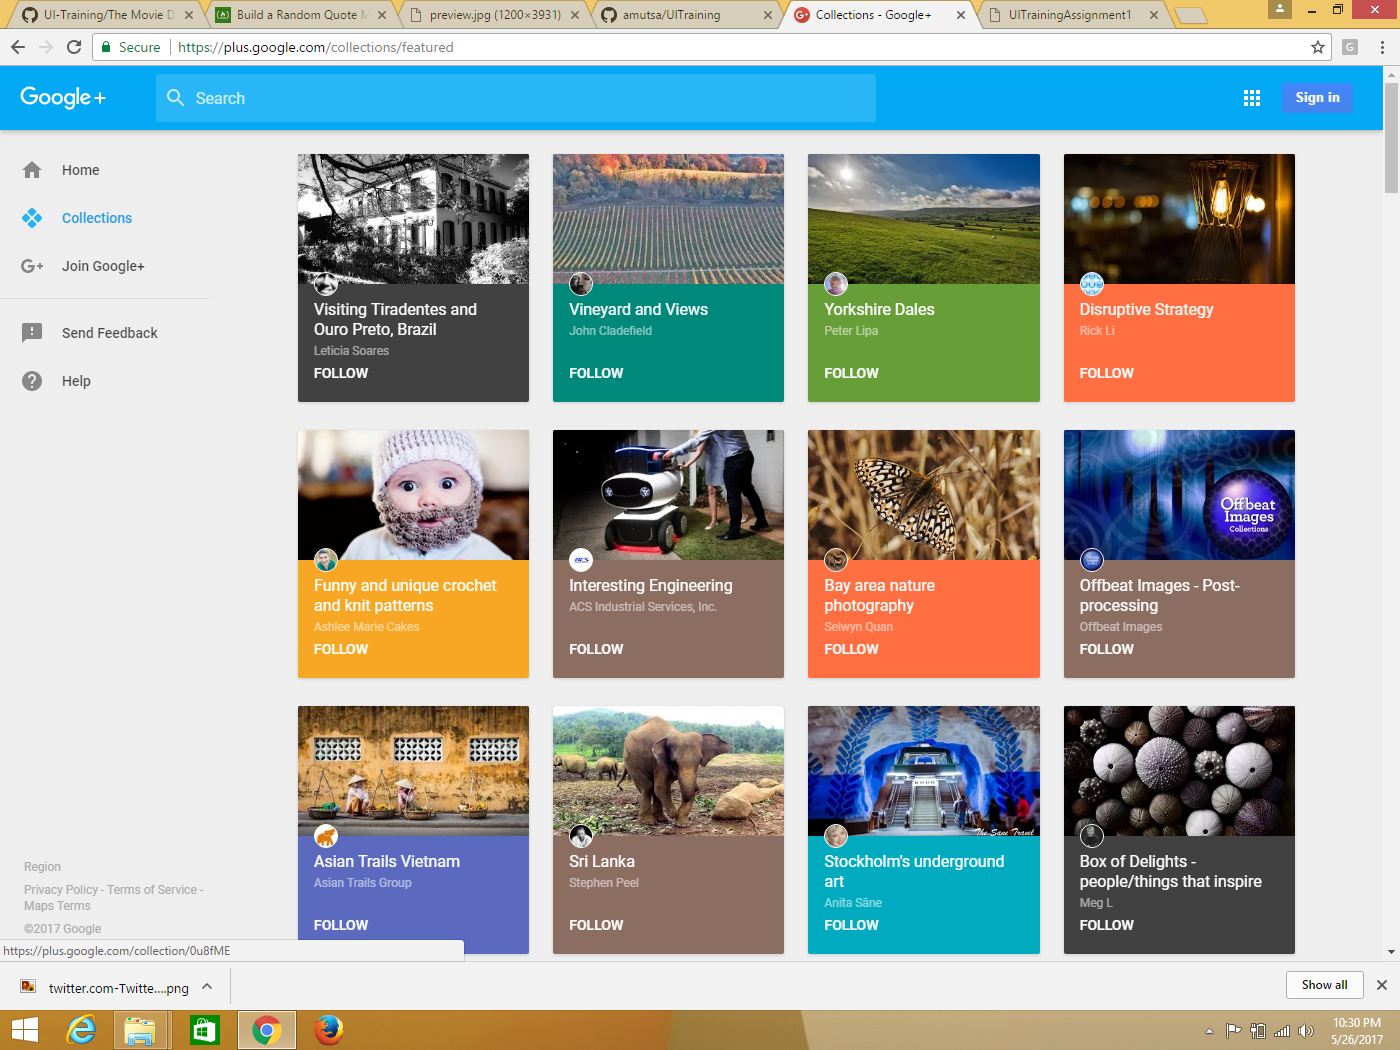 UI-Training/The Movie D
Build a Random Quote M
preview.jpg (1200×3931)
amutsa/UITraining
Collections - Google+
UITrainingAssignment1
Secure
https://plus.google.com/collections/featured
G
Google+
Search
Sign in
Home
Collections
Join Google+
Send Feedback
Help
Visiting Tiradentes and
Ouro Preto, Brazil
Leticia Soares
FOLLOW
Vineyard and Views
John Cladefield
FOLLOW
Yorkshire Dales
Peter Lipa
FOLLOW
Disruptive Strategy
Rick Li
FOLLOW
Funny and unique crochet
and knit patterns
Ashlee Marie Cakes
FOLLOW
ACS
Interesting Engineering
ACS Industrial Services, Inc.
FOLLOW
Bay area nature
photography
Selwyn Quan
FOLLOW
Offbeat
Images
Collections
Offbeat Images - Post-
processing
Offbeat Images
FOLLOW
Asian Trails Vietnam
Asian Trails Group
FOLLOW
Sri Lanka
Stephen Peel
FOLLOW
The Sane Travel
Stockholm's underground
art
Anita Sāne
FOLLOW
Box of Delights -
people/things that inspire
Meg L
FOLLOW
Region
Privacy Policy - Terms of Service -
Maps Terms
©2017 Google
https://plus.google.com/collection/0u8fME
twitter.com-Twitte....png
Show all
10:30 PM
5/26/2017